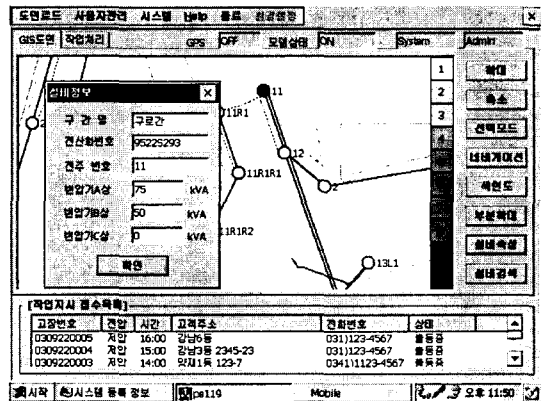 도면로드 사용자관리 시스템 Help 종료 환경설정
GIS도면 작업처리 GPS OFF 모뎀상태 ON System Admin
1 확대
2 축소
3 선택모드
4
네비게이션
색인도
부분확대
설비속성
설비검색
상세정보
구 간 명 구로간
전산화번호 9522S293
전주 번호 11
변압기A상 75 kVA
변압기B상 50 kVA
변압기C상 0 kVA
확인
11
11R1
12
11R1R1
2
11R1R2
13L1
[작업지시 접수목록]
고장번호 전압 시간 고객주소 전화번호 상태
0309220005 저압 16:00 강남6동 031)123-4567 출동중
0309220004 저압 15:00 강남3동 2345-23 031)123-4567 출동중
0309220003 저압 14:00 양재1동 123-7 0341)1123-4567 출동중
시작 시스템 등록 정보 ps119 Mobile 오후 11:50